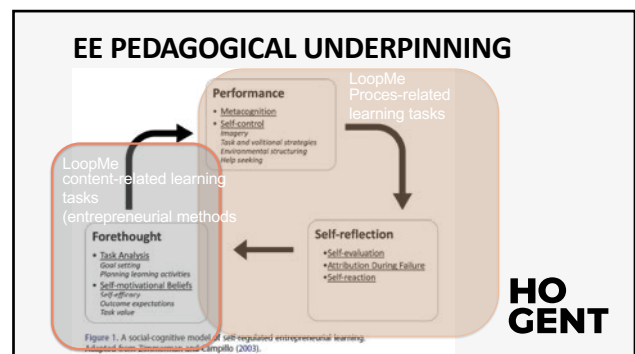 EE PEDAGOGICAL UNDERPINNING
LoopMe
Proces-related
learning tasks
Performance
• Metacognition
• Self-control
Imagery
Task and volitional strategies
Environmental structuring
Help seeking
LoopMe
content-related learning
tasks
(entrepreneurial methods
Forethought
• Task Analysis
Goal setting
Planning learning activities
• Self-motivational Beliefs
Self-efficacy
Outcome expectations
Task value
Self-reflection
•Self-evaluation
•Attribution During Failure
•Self-reaction
Figure 1. A social-cognitive model of self-regulated entrepreneurial learning.
Adapted from Zimmerman and Campillo (2003).
HO
GENT